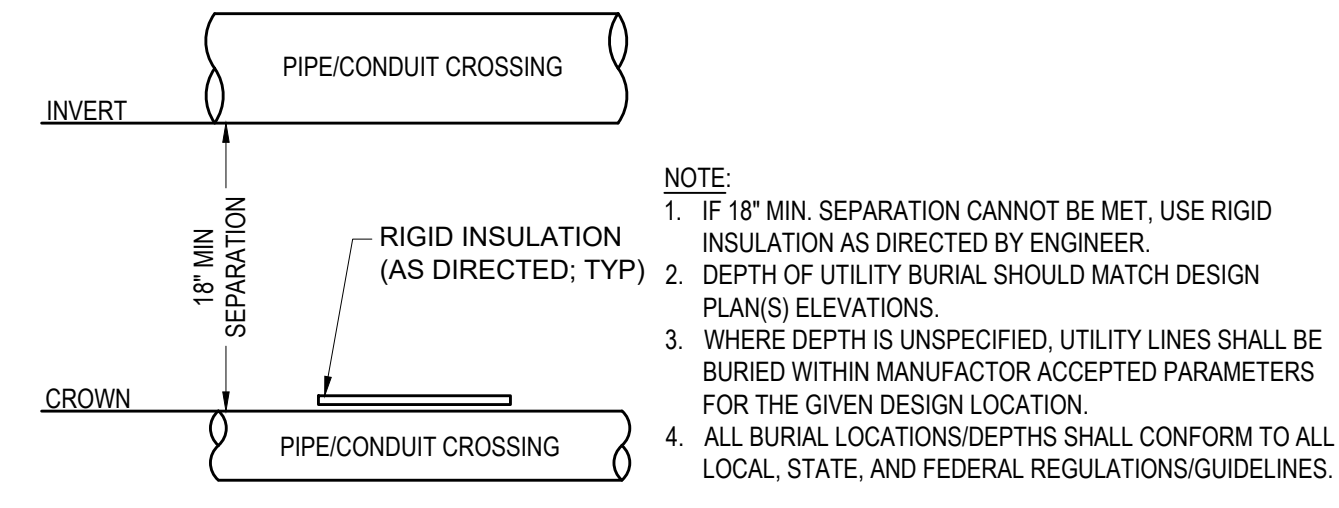 PIPE/CONDUIT CROSSING
INVERT
18" MIN
SEPARATION
RIGID INSULATION
(AS DIRECTED; TYP)
CROWN
PIPE/CONDUIT CROSSING
NOTE:
1. IF 18" MIN. SEPARATION CANNOT BE MET, USE RIGID
INSULATION AS DIRECTED BY ENGINEER.
2. DEPTH OF UTILITY BURIAL SHOULD MATCH DESIGN
PLAN(S) ELEVATIONS.
3. WHERE DEPTH IS UNSPECIFIED, UTILITY LINES SHALL BE
BURIED WITHIN MANUFACTOR ACCEPTED PARAMETERS
FOR THE GIVEN DESIGN LOCATION.
4. ALL BURIAL LOCATIONS/DEPTHS SHALL CONFORM TO ALL
LOCAL, STATE, AND FEDERAL REGULATIONS/GUIDELINES.